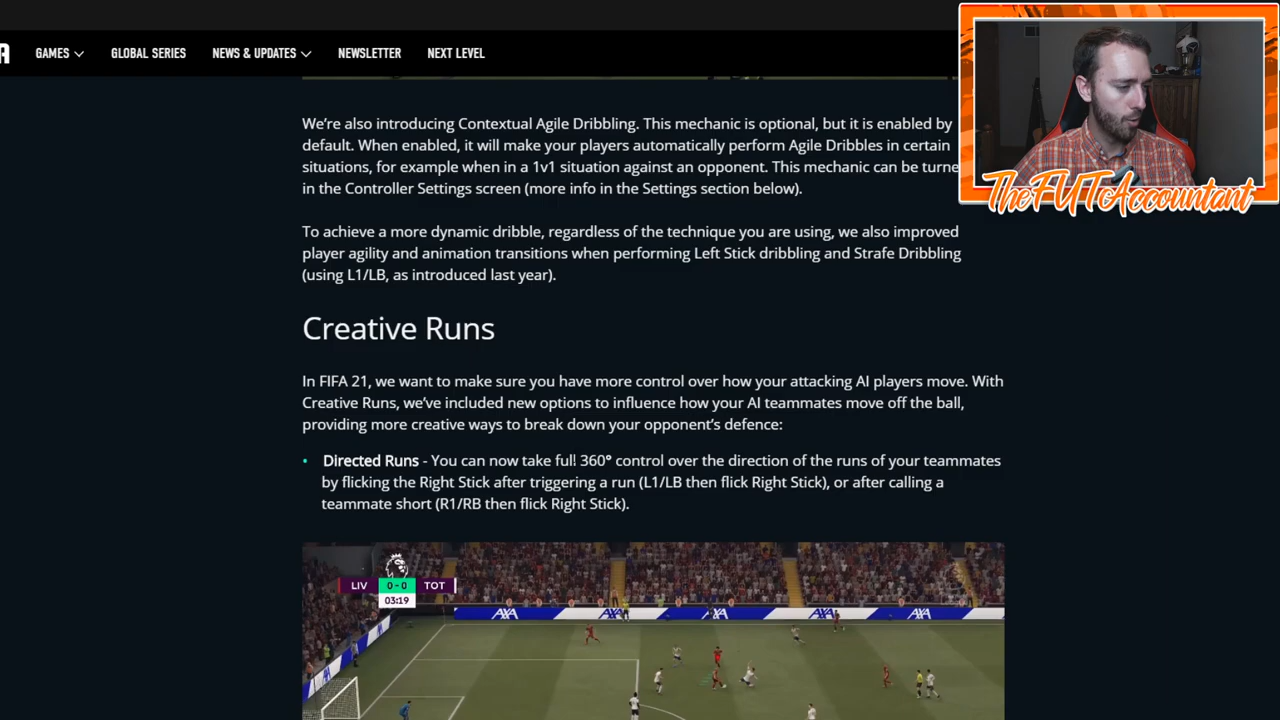 GAMES GLOBAL SERIES NEWS & UPDATES NEWSLETTER NEXT LEVEL
We're also introducing Contextual Agile Dribbling. This mechanic is optional, but it is enabled by
default. When enabled, it will make your players automatically perform Agile Dribbles in certain
situations, for example when in a 1v1 situation against an opponent. This mechanic can be turne
in the Controller Settings screen (more info in the Settings section below).
TheFUTAccountant
To achieve a more dynamic dribble, regardless of the technique you are using, we also improved
player agility and animation transitions when performing Left Stick dribbling and Strafe Dribbling
(using L1/LB, as introduced last year).
Creative Runs
In FIFA 21, we want to make sure you have more control over how your attacking AI players move. With
Creative Runs, we've included new options to influence how your AI teammates move off the ball,
providing more creative ways to break down your opponent's defence:
• Directed Runs - You can now take full 360° control over the direction of the runs of your teammates
by flicking the Right Stick after triggering a run (L1/LB then flick Right Stick), or after calling a
teammate short (R1/RB then flick Right Stick).
LIV 0 - 0 TOT
03:19
AXA AXA AXA AXA